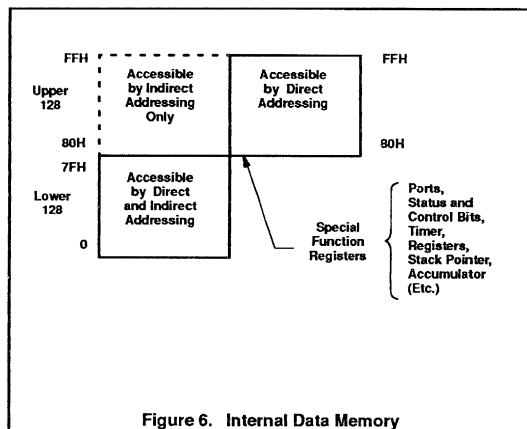 FFH
Upper
128
80H
7FH
Lower
128
0
Accessible
by Indirect
Addressing
Only
Accessible
by Direct
Addressing
FFH
80H
Accessible
by Direct
and Indirect
Addressing
Special
Function
Registers
Ports,
Status and
Control Bits,
Timer,
Registers,
Stack Pointer,
Accumulator
(Etc.)
Figure 6. Internal Data Memory